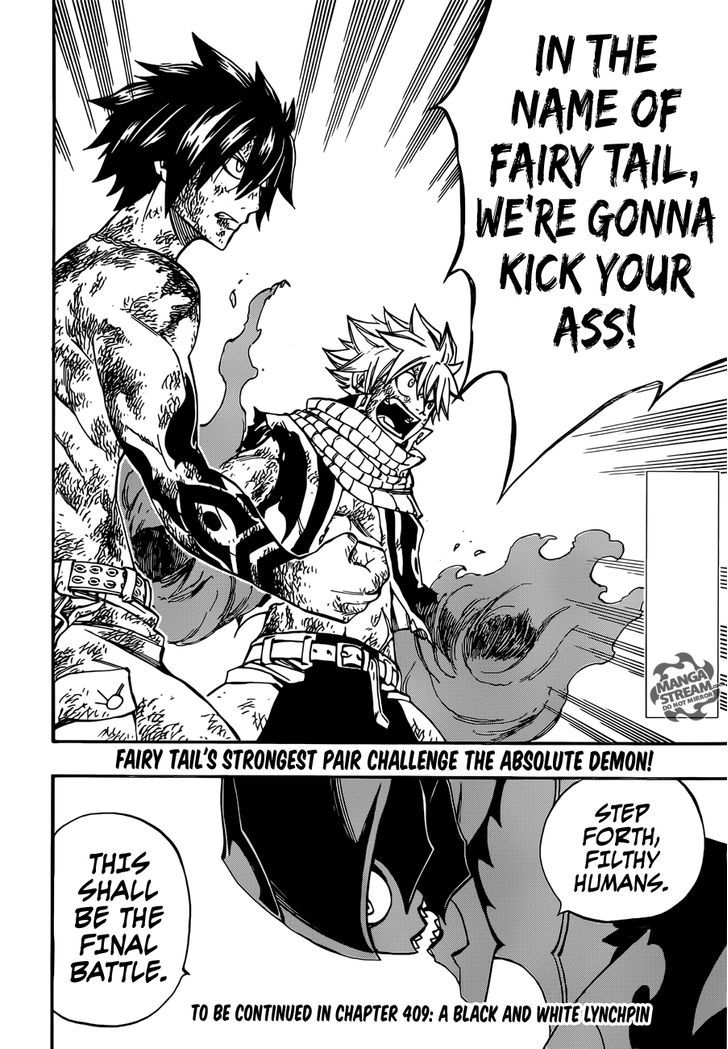 IN THE
NAME OF
FAIRY TAIL,
WE'RE GONNA
KICK YOUR
ASS!
MANGA
STREAM
DO NOT MIRROR
FAIRY TAIL'S STRONGEST PAIR CHALLENGE THE ABSOLUTE DEMON!
STEP
FORTH,
FILTHY
HUMANS.
THIS
SHALL
BE THE
FINAL
BATTLE.
TO BE CONTINUED IN CHAPTER 409: A BLACK AND WHITE LYNCHPIN